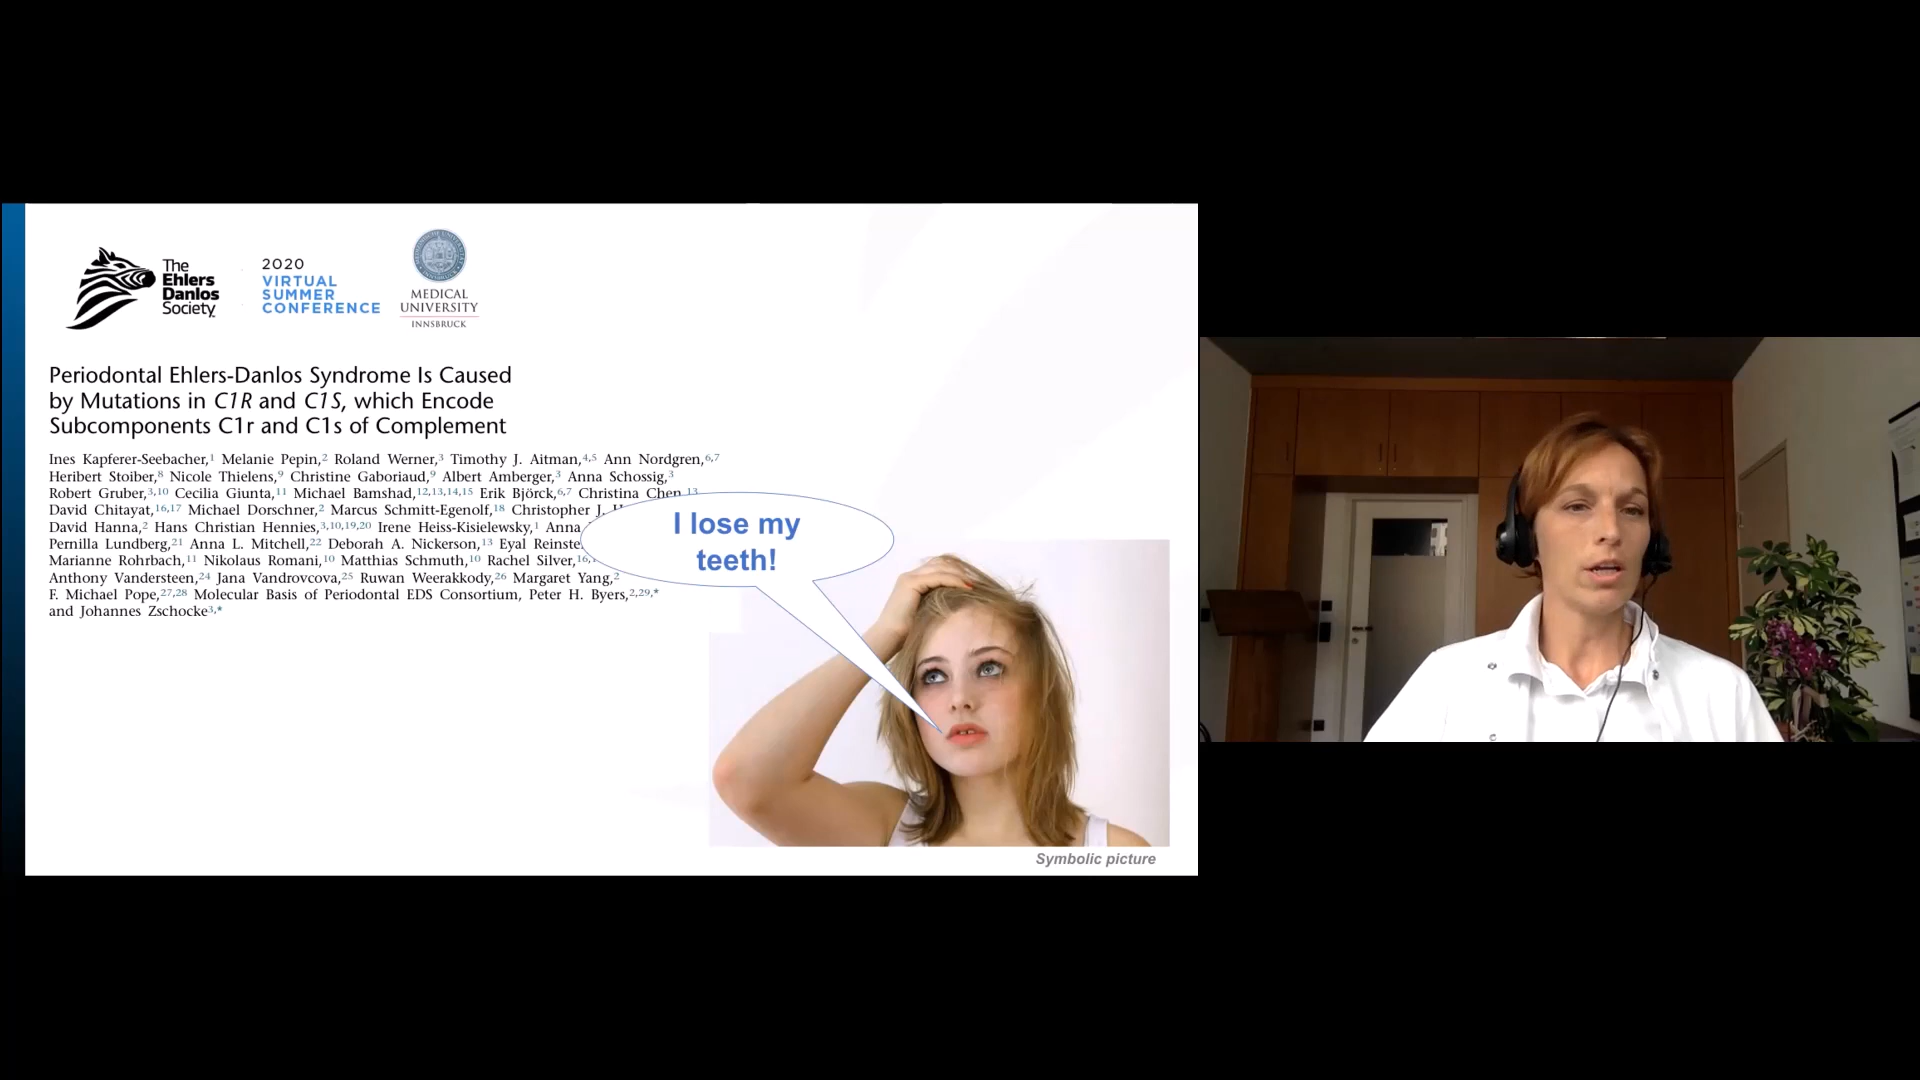 The
Ehlers
Danlos
Society
2020
VIRTUAL
SUMMER
CONFERENCE
MEDICAL
UNIVERSITY
INNSBRUCK
Periodontal Ehlers-Danlos Syndrome Is Caused
by Mutations in C1R and C1S, which Encode
Subcomponents C1r and C1s of Complement
Ines Kapferer-Seebacher,1 Melanie Pepin,2 Roland Werner,3 Timothy J. Aitman,4,5 Ann Nordgren,6,7
Heribert Stoiber,8 Nicole Thielens,9 Christine Gaboriaud,9 Albert Amberger,3 Anna Schossig,3
Robert Gruber,3,10 Cecilia Giunta,11 Michael Bamshad,12,13,14,15 Erik Björck,6,7 Christina Chen,13
David Chitayat,16,17 Michael Dorschner,2 Marcus Schmitt-Egenolf,18 Christopher J.
David Hanna,2 Hans Christian Hennies,3,10,19,20 Irene Heiss-Kisielewsky,1 Anna
Pernilla Lundberg,21 Anna L. Mitchell,22 Deborah A. Nickerson,13 Eyal
Marianne Rohrbach,11 Nikolaus Romani,10 Matthias Schmuth,10 Rachel Silver,16,
Anthony Vandersteen,24 Jana Vandrovcova,25 Ruwan Weerakkody,26 Margaret Yang,2
F. Michael Pope,27,28 Molecular Basis of Periodontal EDS Consortium, Peter H. Byers,2,29,*
and Johannes Zschocke3,*
I lose my
teeth!
Symbolic picture